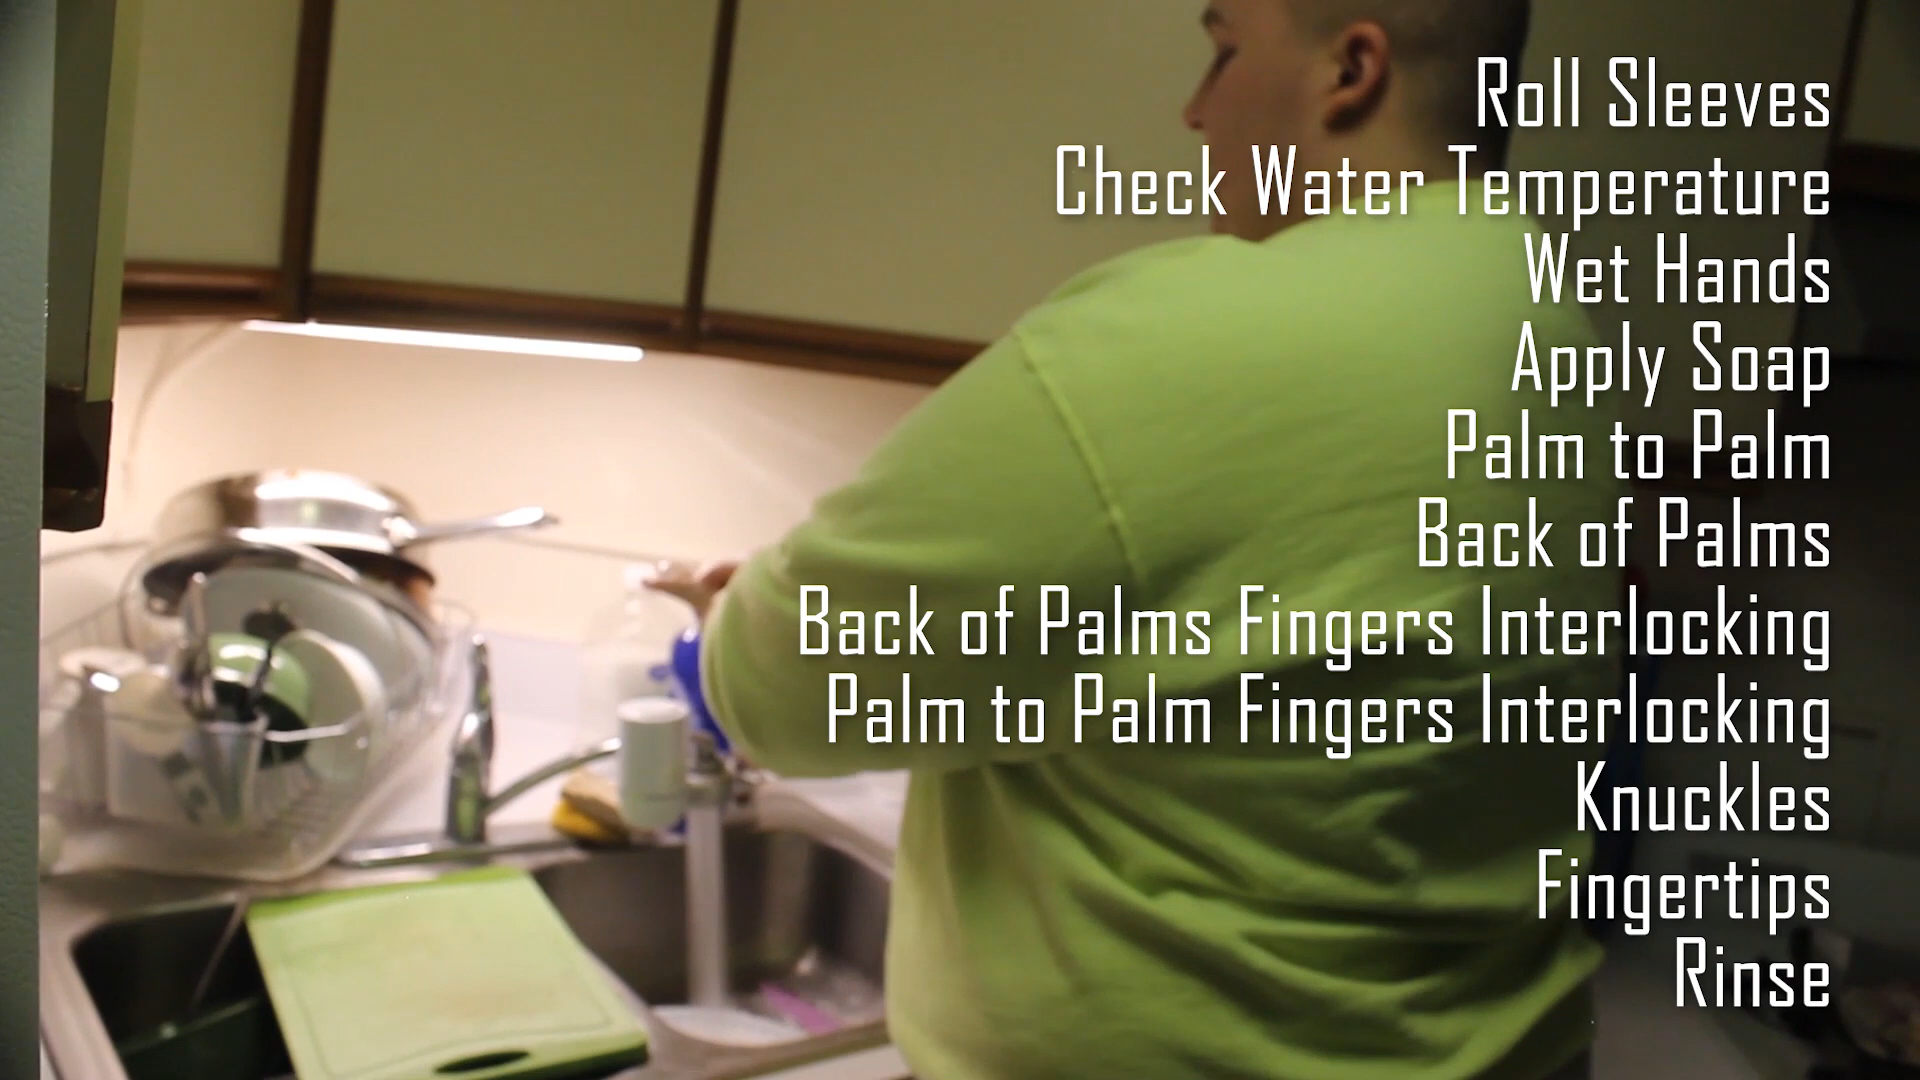 Roll Sleeves
Check Water Temperature
Wet Hands
Apply Soap
Palm to Palm
Back of Palms
Back of Palms Fingers Interlocking
Palm to Palm Fingers Interlocking
Knuckles
Fingertips
Rinse